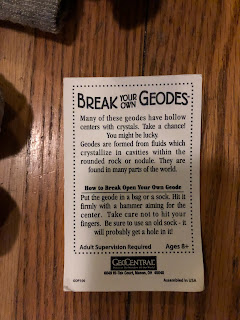 BREAK YOUR OWN GEODES
Many of these geodes have hollow
centers with crystals. Take a chance!
You might be lucky.
Geodes are formed from fluids which
crystallize in cavities within the
rounded rock or nodule. They are
found in many parts of the world.
How to Break Open Your Own Geode
Put the geode in a bag or a sock. Hit it
firmly with a hammer aiming for the
center. Take care not to hit your
fingers. Be sure to use an old sock - it
will probably get a hole in it!
Adult Supervision Required Ages 8+
GEOCENTRAL
Assembled in USA